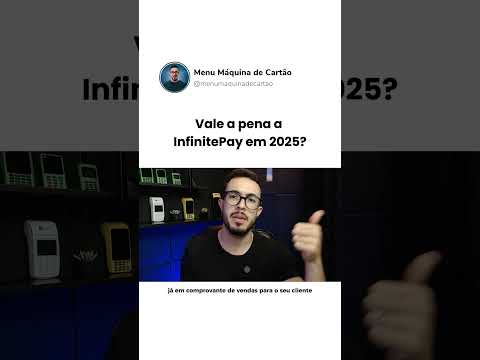 Menu Máquina de Cartão
@menumaquinadecartao
Vale a pena a
InfinitePay em 2025?
já em comprovante de vendas para o seu cliente